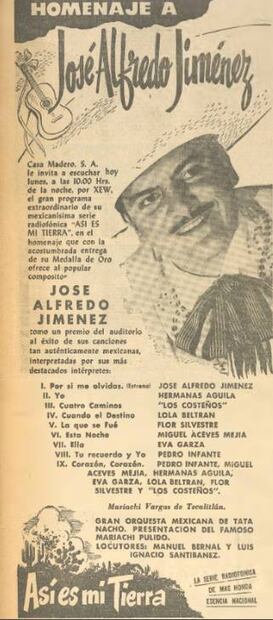 HOMENAJE A
José Alfredo Jiménez
Casa Madero, S. A.
le invita a escuchar hoy
lunes, a las 10.00 Hrs.
de la noche, por XEW,
el gran programa
extraordinario de su
mexicanísima serie
radiofónica "ASI ES
MI TIERRA", en el
homenaje que con la
acostumbrada entrega
de su Medalla de Oro
ofrece al popular
compositor
JOSE
ALFREDO
JIMENEZ
como un premio del auditorio
al éxito de sus canciones
tan auténticamente mexicanas,
interpretadas por sus más
destacados intérpretes:
I. Por si me olvidas. (Estreno) JOSE ALFREDO JIMENEZ
II. Yo HERMANAS AGUILA
III. Cuatro Caminos "LOS COSTEÑOS"
IV. Cuando el Destino LOLA BELTRAN
V. La que se Fué FLOR SILVESTRE
VI. Esta Noche MIGUEL ACEVES MEJIA
VII. Ella EVA GARZA
VIII. Tu recuerdo y Yo PEDRO INFANTE
IX. Corazón, Corazón. PEDRO INFANTE, MIGUEL
ACEVES MEJIA, HERMANAS AGUILA,
EVA GARZA, LOLA BELTRAN, FLOR
SILVESTRE Y "LOS COSTEÑOS".
Mariachi Vargas de Tecalitlán.
GRAN ORQUESTA MEXICANA DE TATA
NACHO. PRESENTACION DEL FAMOSO
MARIACHI PULIDO.
LOCUTORES: MANUEL BERNAL Y LUIS
IGNACIO SANTIBAÑEZ.
Así es mi Tierra
LA SERIE RADIOFONICA
DE MAS HONDA
ESENCIA NACIONAL